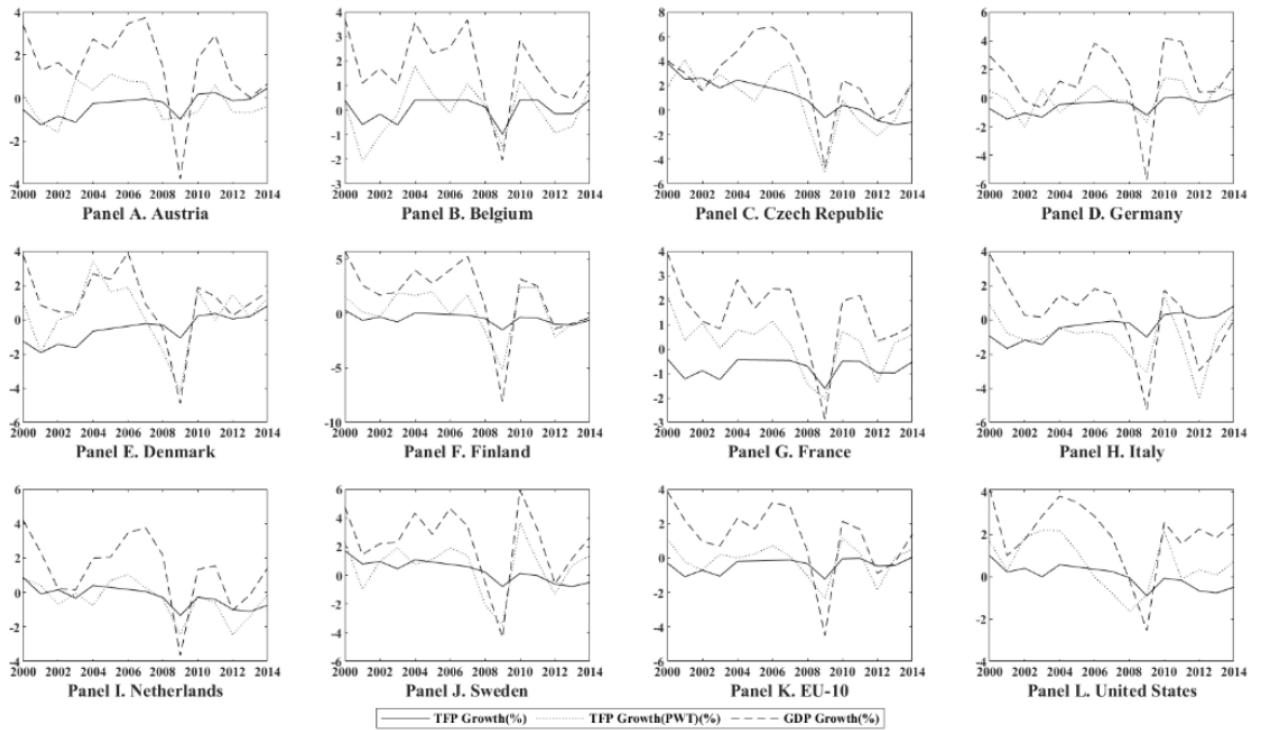 4 4 8 6
3 6 4
2 2 4 2
1 2
0 0 0 0
-1 -2
-2 -2 -4 -4
-4 -3 -6 -6
2000 2002 2004 2006 2008 2010 2012 2014 2000 2002 2004 2006 2008 2010 2012 2014 2000 2002 2004 2006 2008 2010 2012 2014 2000 2002 2004 2006 2008 2010 2012 2014
Panel A. Austria Panel B. Belgium Panel C. Czech Republic Panel D. Germany
4 5 4 4
2 3 2
0 0 2 0
-2 1 -2
-5 0
-4 -1 -4
-2
-6 -10 -3 -6
2000 2002 2004 2006 2008 2010 2012 2014 2000 2002 2004 2006 2008 2010 2012 2014 2000 2002 2004 2006 2008 2010 2012 2014 2000 2002 2004 2006 2008 2010 2012 2014
Panel E. Denmark Panel F. Finland Panel G. France Panel H. Italy
6 6 4 4
4 4 2 2
2 2 0
0 0 -2 0
-2 -2 -4 -2
-4
-4 -6 -6 -4
2000 2002 2004 2006 2008 2010 2012 2014 2000 2002 2004 2006 2008 2010 2012 2014 2000 2002 2004 2006 2008 2010 2012 2014 2000 2002 2004 2006 2008 2010 2012 2014
Panel I. Netherlands Panel J. Sweden Panel K. EU-10 Panel L. United States
TFP Growth(%) TFP Growth(PWT)(%) GDP Growth(%)